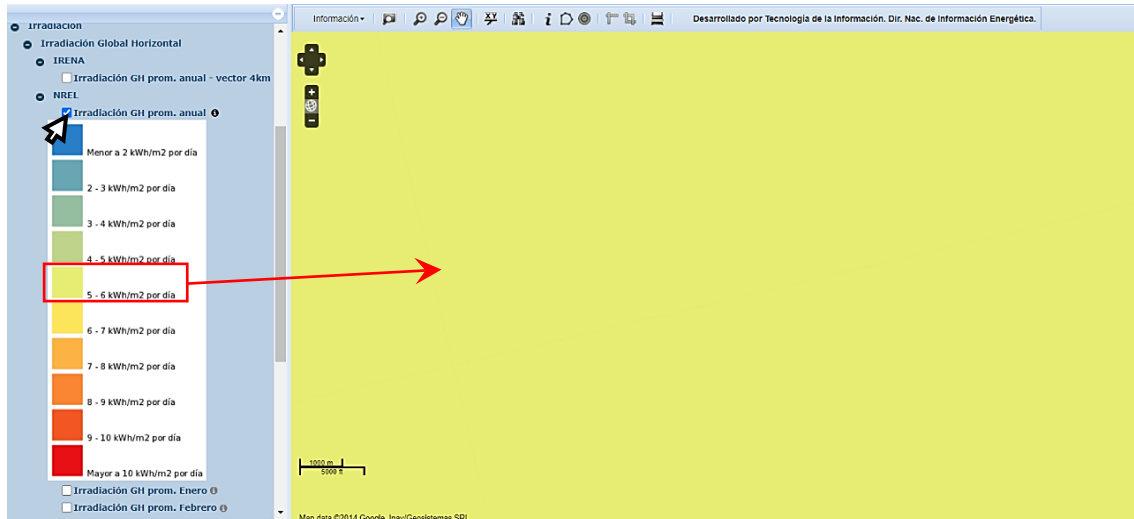 Irradiación
Irradiación Global Horizontal
IRENA
Irradiación GH prom. anual - vector 4km
NREL
Irradiación GH prom. anual
Menor a 2 kWh/m2 por día
2 - 3 kWh/m2 por día
3 - 4 kWh/m2 por día
4 - 5 kWh/m2 por día
5 - 6 kWh/m2 por día
6 - 7 kWh/m2 por día
7 - 8 kWh/m2 por día
8 - 9 kWh/m2 por día
9 - 10 kWh/m2 por día
Mayor a 10 kWh/m2 por día
Irradiación GH prom. Enero
Irradiación GH prom. Febrero
Información Desarrollado por Tecnología de la Información. Dir. Nac. de Información Energética.
1000 m
5000 ft
Map data ©2014 Google, Inav/Geosistemas SRL